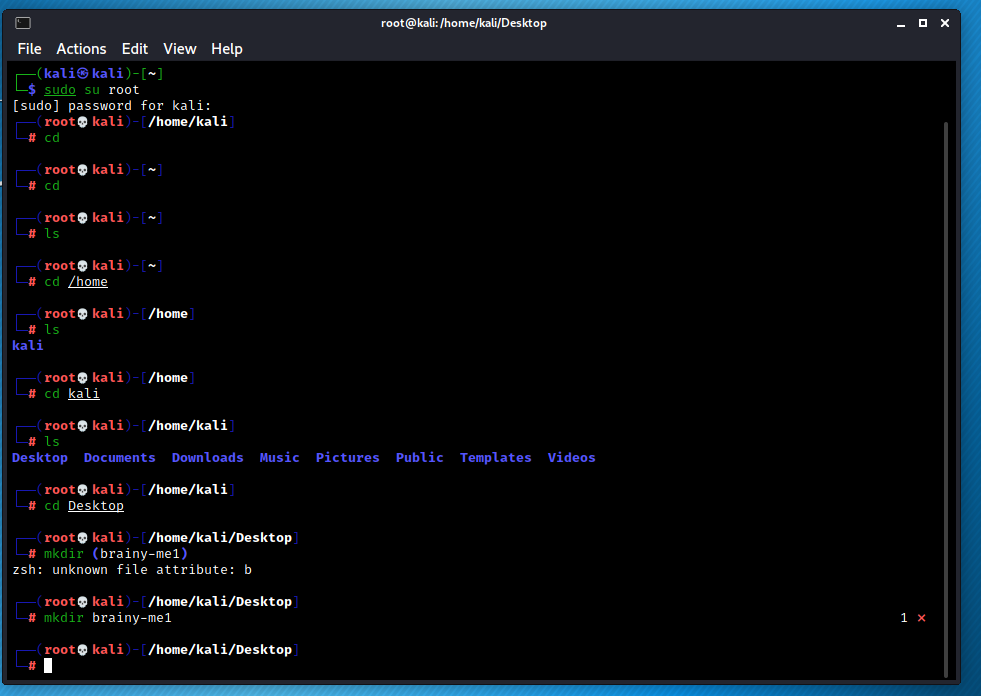 root@kali: /home/kali/Desktop
File Actions Edit View Help
┌──(kali㉿kali)-[~]
└─$ sudo su root
[sudo] password for kali:
┌──(root💀kali)-[/home/kali]
└─# cd
┌──(root💀kali)-[~]
└─# cd
┌──(root💀kali)-[~]
└─# ls
┌──(root💀kali)-[~]
└─# cd /home
┌──(root💀kali)-[/home]
└─# ls
kali
┌──(root💀kali)-[/home]
└─# cd kali
┌──(root💀kali)-[/home/kali]
└─# ls
Desktop Documents Downloads Music Pictures Public Templates Videos
┌──(root💀kali)-[/home/kali]
└─# cd Desktop
┌──(root💀kali)-[/home/kali/Desktop]
└─# mkdir (brainy-me1)
zsh: unknown file attribute: b
┌──(root💀kali)-[/home/kali/Desktop]
└─# mkdir brainy-me1 1 ⨯
┌──(root💀kali)-[/home/kali/Desktop]
└─#